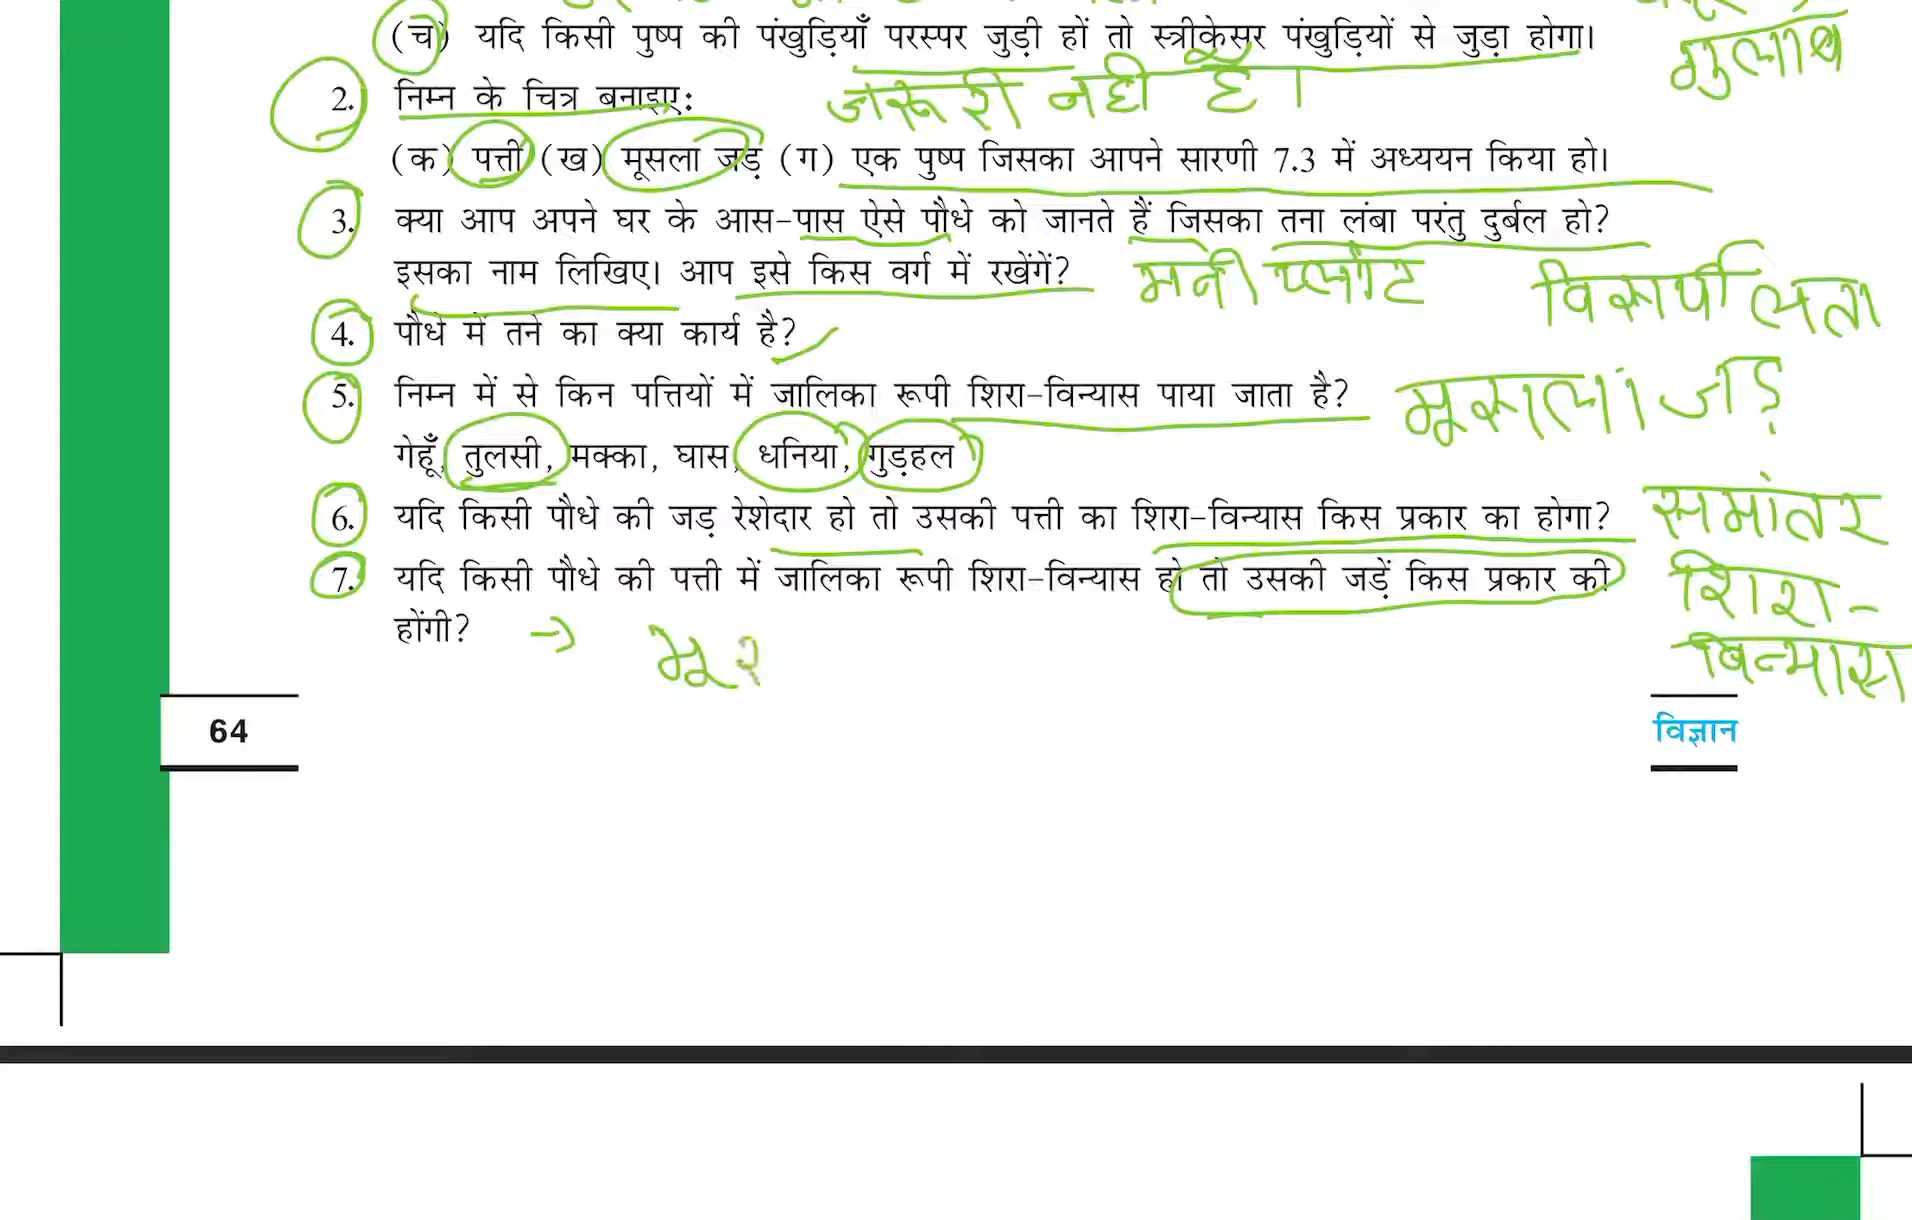 (च) यदि किसी पुष्प की पंखुड़ियाँ परस्पर जुड़ी हों तो स्त्रीकेसर पंखुड़ियों से जुड़ा होगा।
गुलाब
2. निम्न के चित्र बनाइए:
जरूरी नही है।
(क) पत्ती (ख) मूसला जड़ (ग) एक पुष्प जिसका आपने सारणी 7.3 में अध्ययन किया हो।
3. क्या आप अपने घर के आस-पास ऐसे पौधे को जानते हैं जिसका तना लंबा परंतु दुर्बल हो?
इसका नाम लिखिए। आप इसे किस वर्ग में रखेंगें?
मनी प्लांट विसर्पी लता
4. पौधे में तने का क्या कार्य है?
5. निम्न में से किन पत्तियों में जालिका रूपी शिरा-विन्यास पाया जाता है?
मूसला जड़
गेहूँ, तुलसी, मक्का, घास, धनिया, गुड़हल
6. यदि किसी पौधे की जड़ रेशेदार हो तो उसकी पत्ती का शिरा-विन्यास किस प्रकार का होगा?
समांतर
शिरा-
विन्यास
7. यदि किसी पौधे की पत्ती में जालिका रूपी शिरा-विन्यास हो तो उसकी जड़ें किस प्रकार की
होंगी? → मू
64
विज्ञान